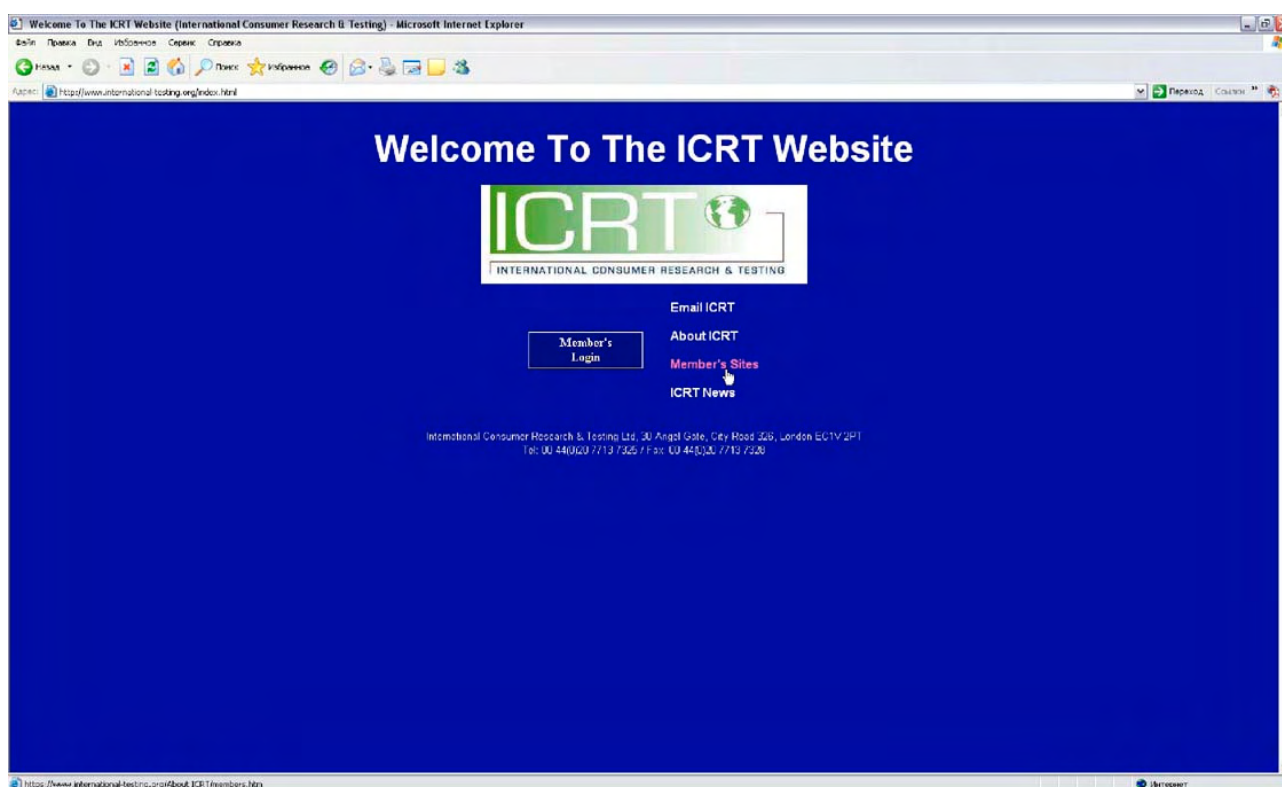 Welcome To The ICRT Website (International Consumer Research & Testing) - Microsoft Internet Explorer
Файл Правка Вид Избранное Сервис Справка
Назад Поиск Избранное
Адрес: http://www.international-testing.org/index.html Переход Ссылки »
Welcome To The ICRT Website
ICRT
INTERNATIONAL CONSUMER RESEARCH & TESTING
Email ICRT
About ICRT
Member's
Login
Member's Sites
ICRT News
International Consumer Research & Testing Ltd, 30 Angel Gate, City Road 326, London EC1V 2PT
Tel: 00 44(0)20 7713 7325 / Fax: 00 44(0)20 7713 7328
https://www.international-testing.org/About_ICRT/members.htm Интернет